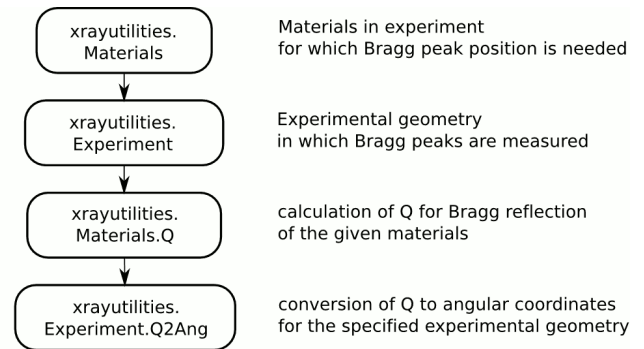 xrayutilities.
Materials
Materials in experiment
for which Bragg peak position is needed
xrayutilities.
Experiment
Experimental geometry
in which Bragg peaks are measured
xrayutilities.
Materials.Q
calculation of Q for Bragg reflection
of the given materials
xrayutilities.
Experiment.Q2Ang
conversion of Q to angular coordinates
for the specified experimental geometry